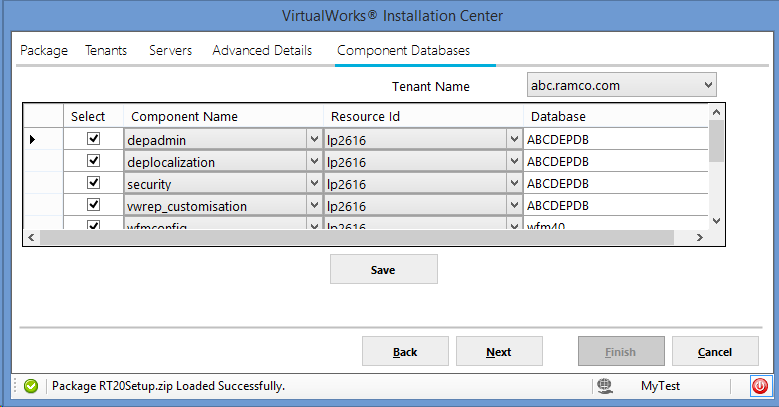 VirtualWorks® Installation Center
Package Tenants Servers Advanced Details Component Databases
Tenant Name abc.ramco.com
Select Component Name Resource Id Database
depadmin lp2616 ABCDEPDB
deplocalization lp2616 ABCDEPDB
security lp2616 ABCDEPDB
vwrep_customisation lp2616 ABCDEPDB
wfmconfig lp2616 wfm40
Save
Back Next Finish Cancel
Package RT20Setup.zip Loaded Successfully. MyTest